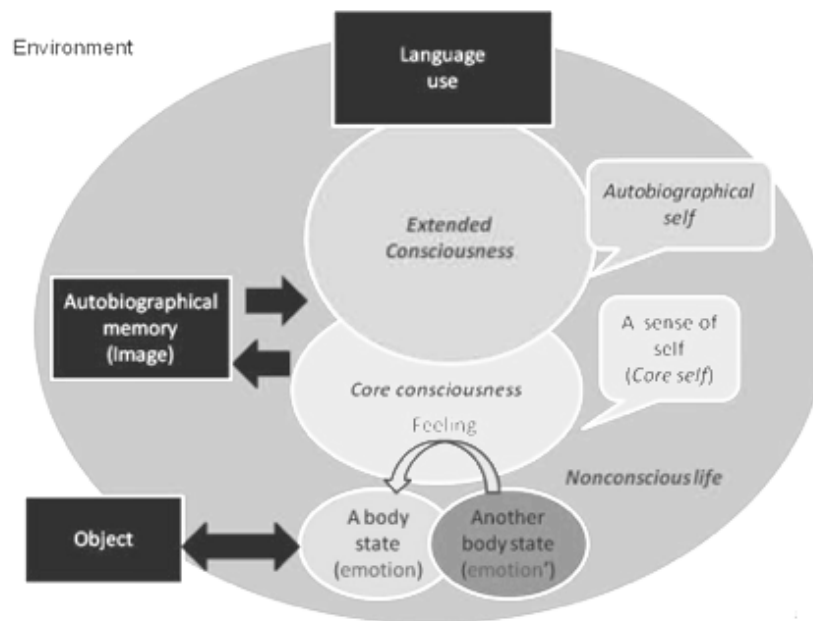 Environment
Language
use
Autobiographical
self
Extended
Consciousness
Autobiographical
memory
(Image)
A sense of
self
(Core self)
Core consciousness
Feeling
Nonconscious life
Object
A body
state
(emotion)
Another
body state
(emotion')